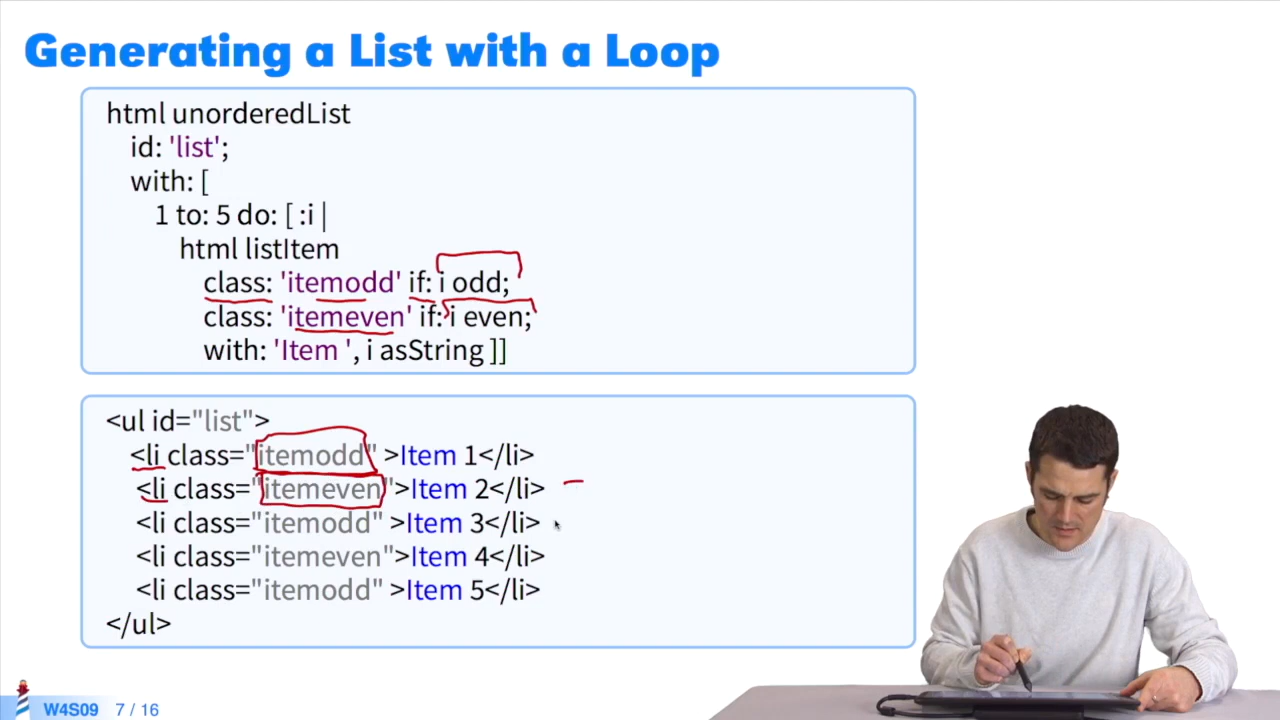 Generating a List with a Loop
html unorderedList
id: 'list';
with: [
1 to: 5 do: [ :i |
html listItem
class: 'itemodd' if: i odd;
class: 'itemeven' if: i even;
with: 'Item ', i asString ]]
<ul id="list">
<li class="itemodd" >Item 1</li>
<li class="itemeven">Item 2</li>
<li class="itemodd" >Item 3</li>
<li class="itemeven">Item 4</li>
<li class="itemodd" >Item 5</li>
</ul>
W4S09 7 / 16